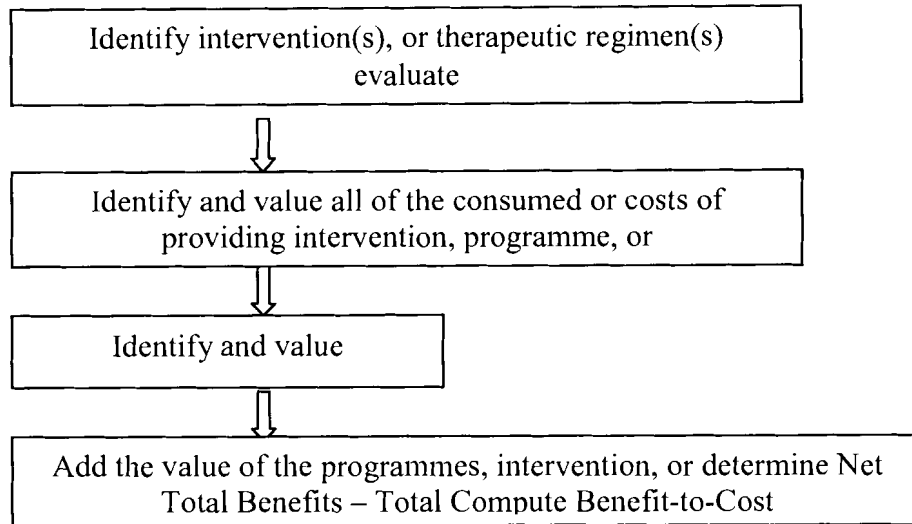 Identify intervention(s), or therapeutic regimen(s)
evaluate
Identify and value all of the consumed or costs of
providing intervention, programme, or
Identify and value
Add the value of the programmes, intervention, or determine Net
Total Benefits – Total Compute Benefit-to-Cost